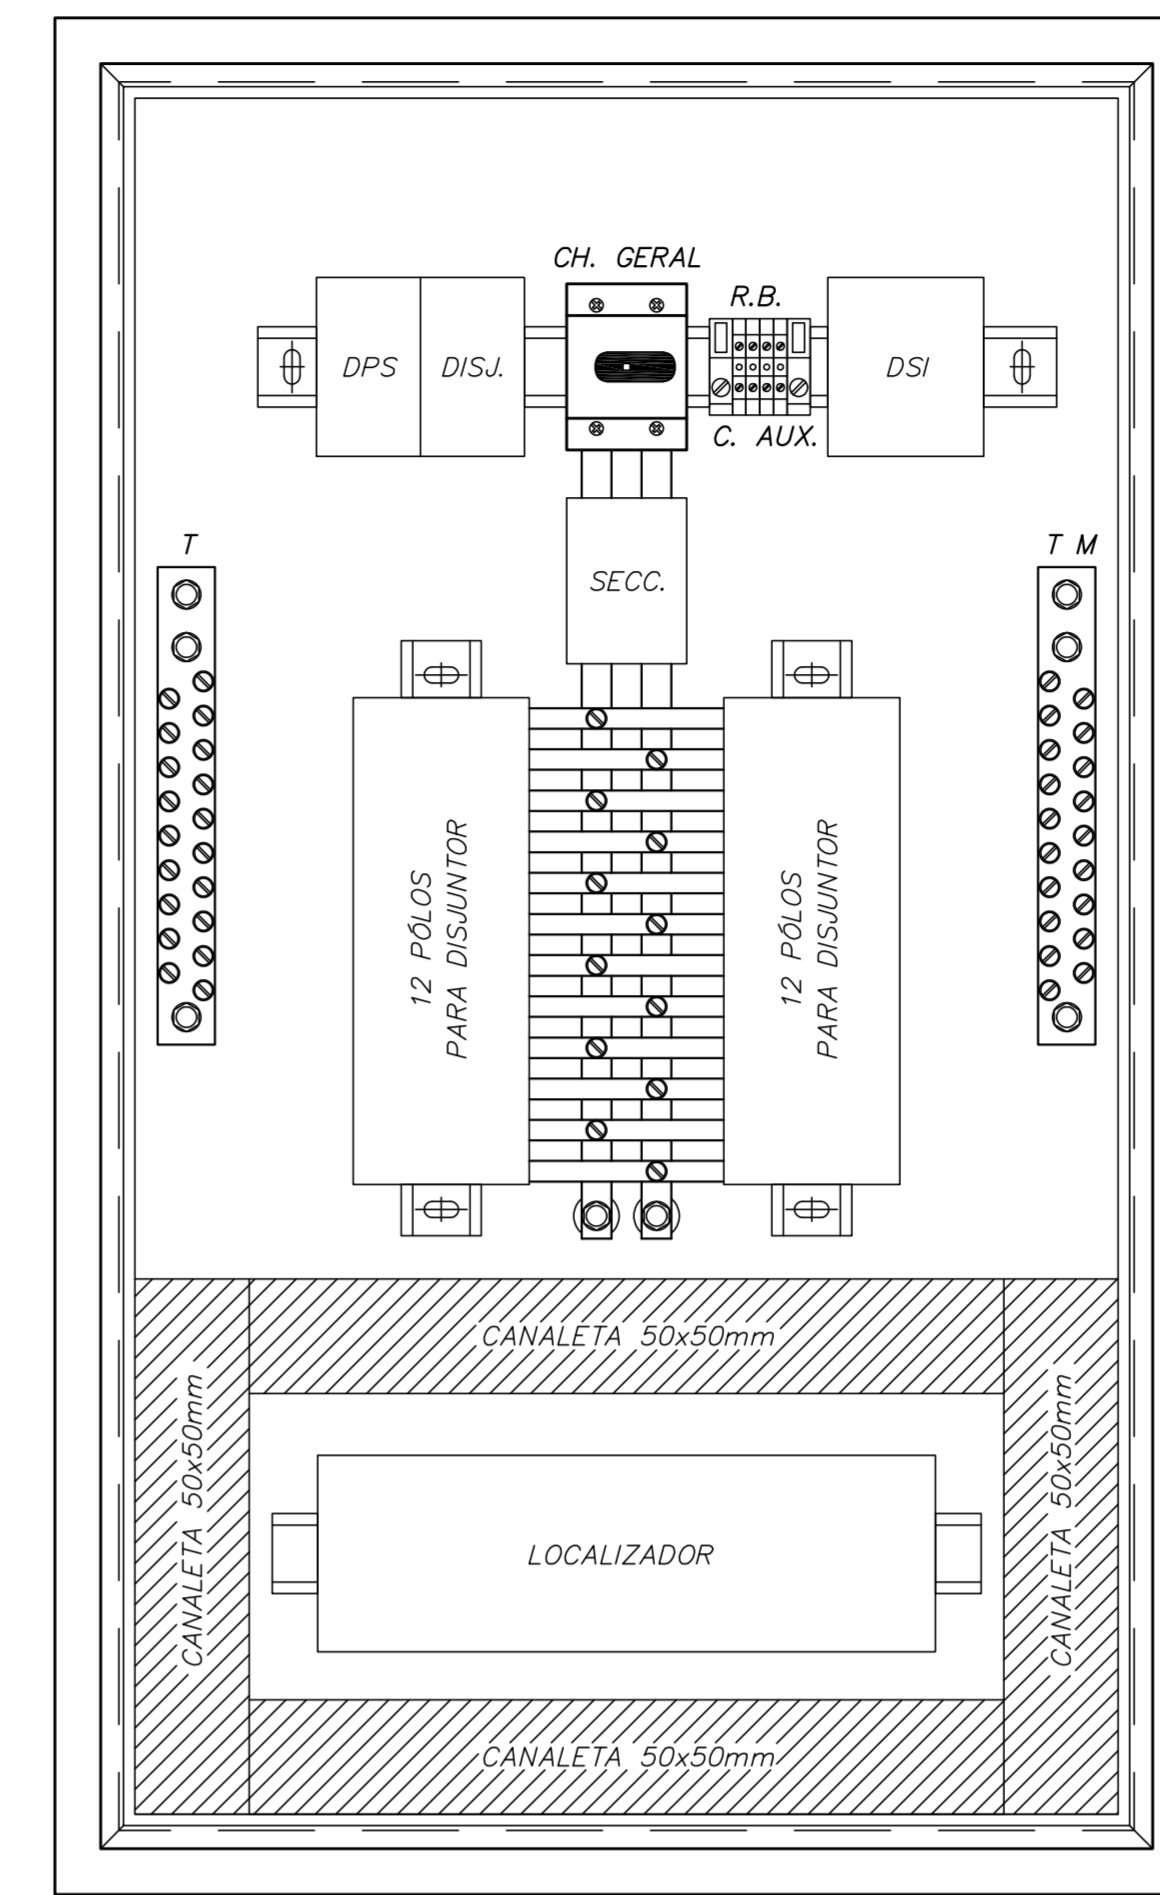 CH. GERAL
R.B.
DPS
DISJ.
DSI
C. AUX.
T
T M
SECC.
12 PÓLOS
PARA DISJUNTOR
12 PÓLOS
PARA DISJUNTOR
CANALETA 50x50mm
CANALETA 50x50mm
CANALETA 50x50mm
LOCALIZADOR
CANALETA 50x50mm